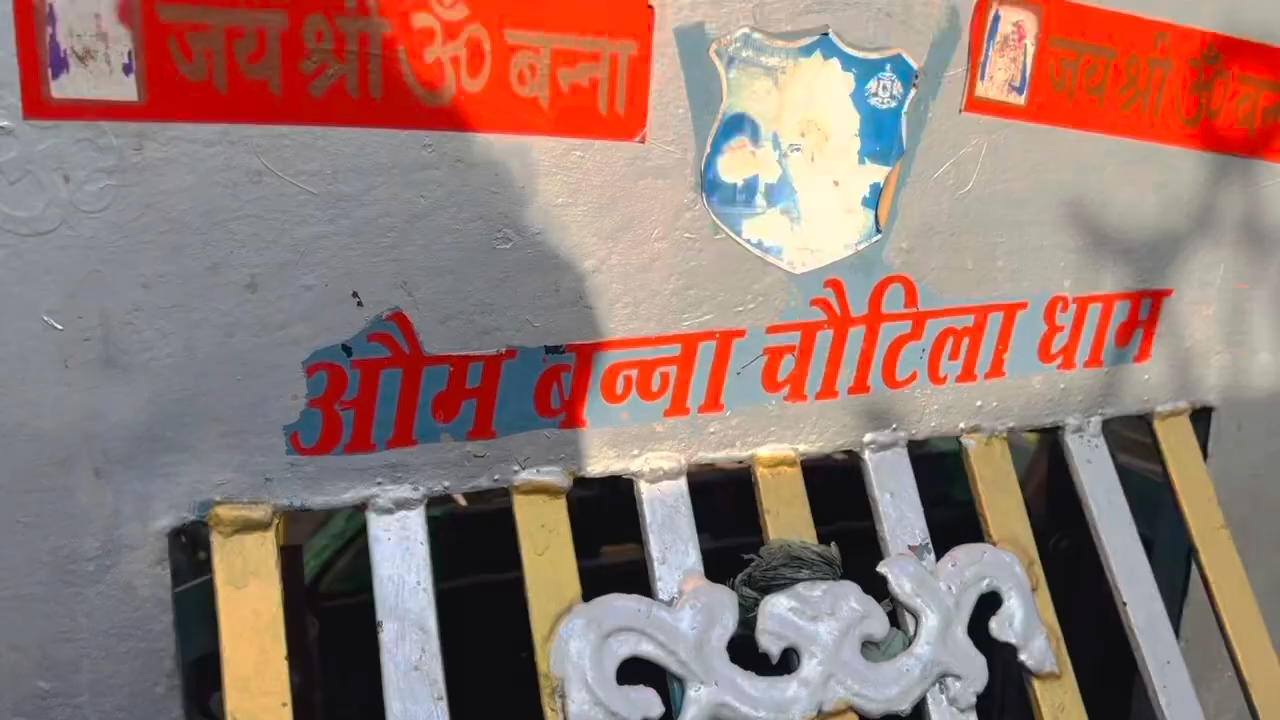 जय श्री ॐ बन्ना
जय श्री ॐ बन्
औम बन्ना चौटिला धाम